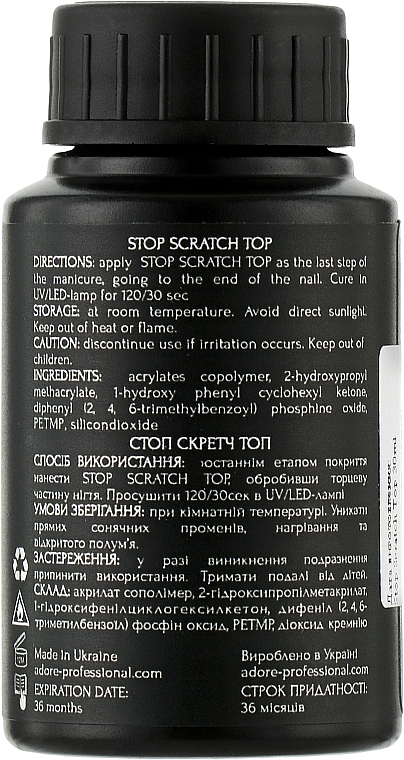 STOP SCRATCH TOP
DIRECTIONS: apply STOP SCRATCH TOP as the last step of
the manicure, going to the end of the nail. Cure in
UV/LED-lamp for 120/30 sec
STORAGE: at room temperature. Avoid direct sunlight.
Keep out of heat or flame.
CAUTION: discontinue use if irritation occurs. Keep out of
children.
INGREDIENTS: acrylates copolymer, 2-hydroxypropyl
methacrylate, 1-hydroxy phenyl cyclohexyl ketone,
diphenyl (2, 4, 6-trimethylbenzoyl) phosphine oxide,
PETMP, silicondioxide
СТОП СКРЕТЧ ТОП
СПОСІБ ВИКОРИСТАННЯ: останнім етапом покриття
нанести STOP SCRATCH TOP, обробивши торцеву
частину нігтя. Просушити 120/30сек в UV/LED-лампі
УМОВИ ЗБЕРІГАННЯ: при кімнатній температурі. Уникати
прямих сонячних променів, нагрівання та
відкритого полум'я.
ЗАСТЕРЕЖЕННЯ: у разі виникнення подразнення
припинити використання. Тримати подалі від дітей.
СКЛАД: акрилат сополімер, 2-гідроксипропілметакрилат,
1-гідроксифенілциклогексилкетон, дифеніл (2, 4, 6-
триметилбензоіл) фосфін оксид, PETMP, діоксид кремнію
Made in Ukraine
adore-professional.com
EXPIRATION DATE:
36 months
Вироблено в Україні
adore-professional.com
СТРОК ПРИДАТНОСТІ:
36 місяців
Stop Scratch Top 30ml